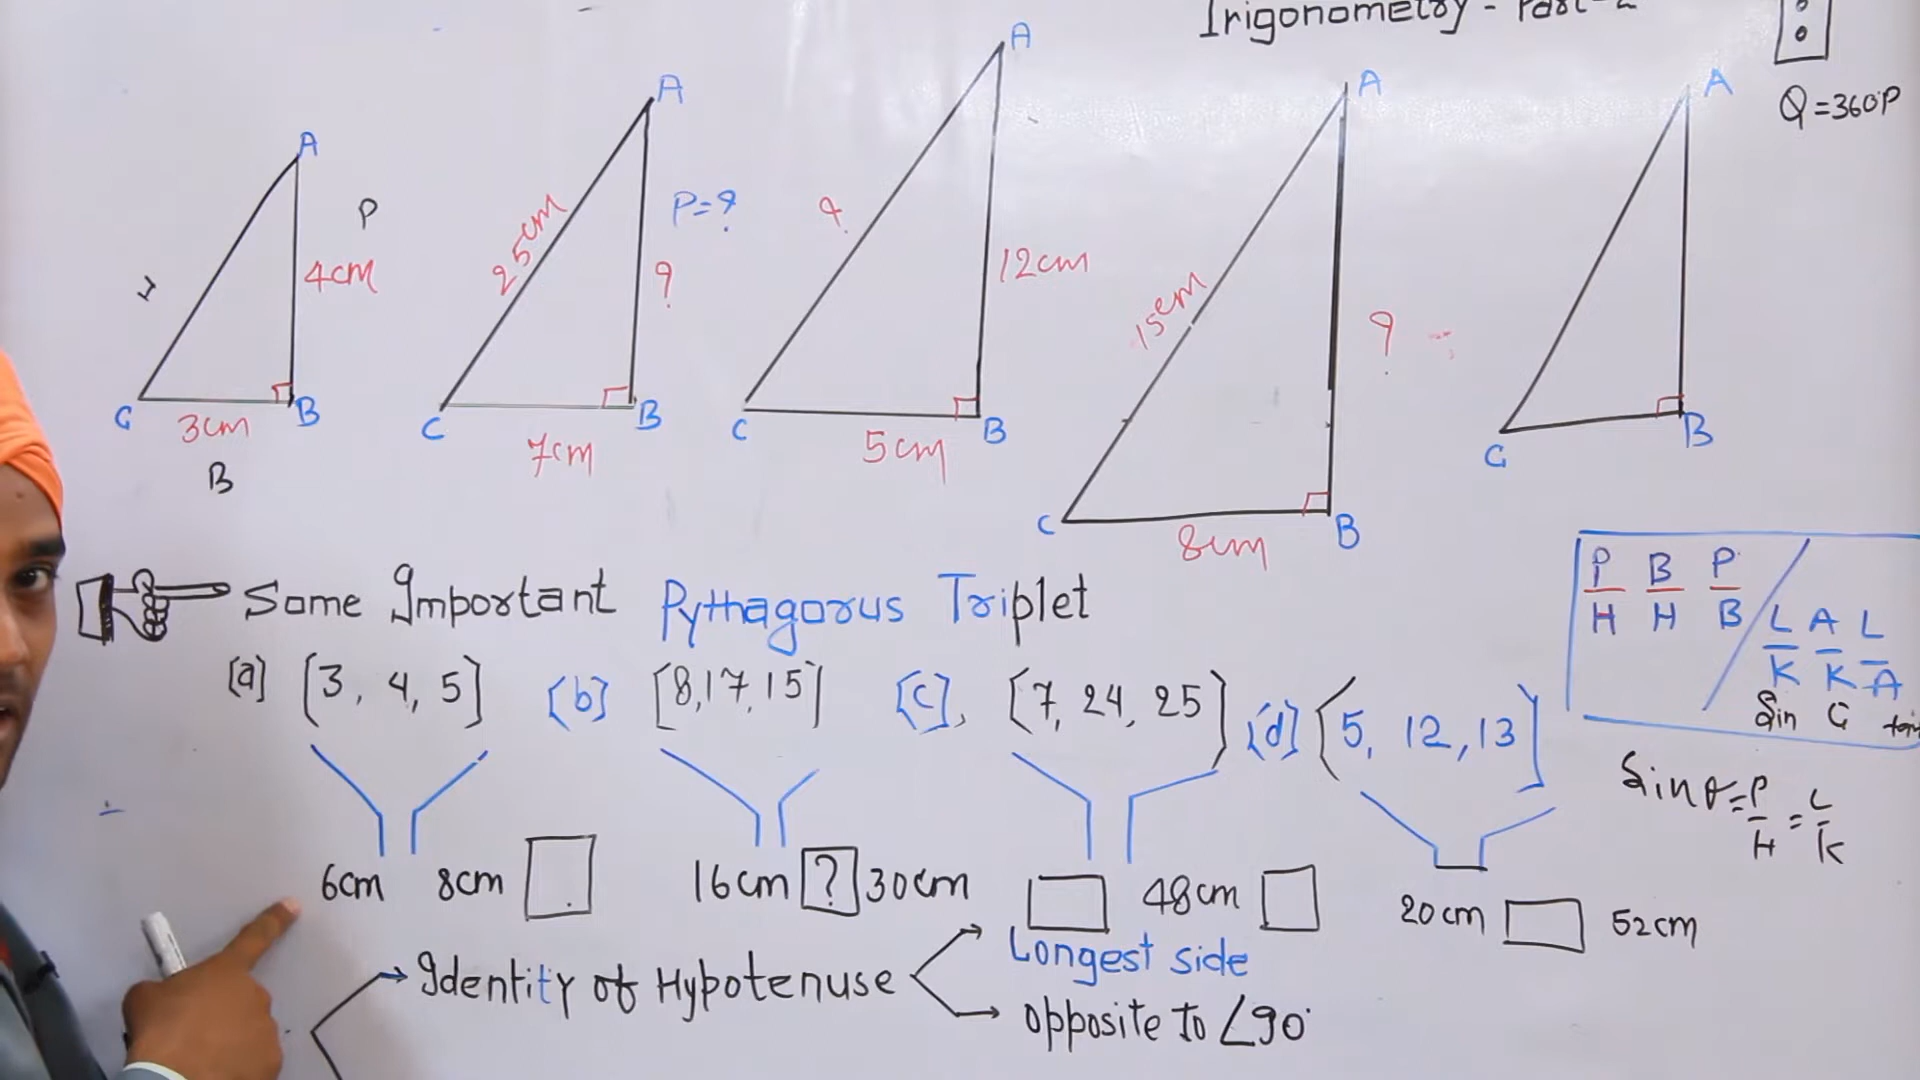 Trigonometry - Part-2
Q=360P
A
P
4cm
H
C
3cm
B
B
A
25cm
P=?
?
C
7cm
B
A
?
12cm
C
5cm
B
A
15cm
?
C
8cm
B
A
C
B
Some Important Pythagorus Triplet
(a) [3, 4, 5] (b) [8,17,15] (c), [7, 24, 25] (d) [5, 12, 13]
P B P
H H B
L A L
K K A
Sin C tan
Sinθ=P/H=L/K
6cm 8cm 16cm ? 30cm 48cm 20cm 52cm
Identity of Hypotenuse
Longest side
opposite to ∠90°